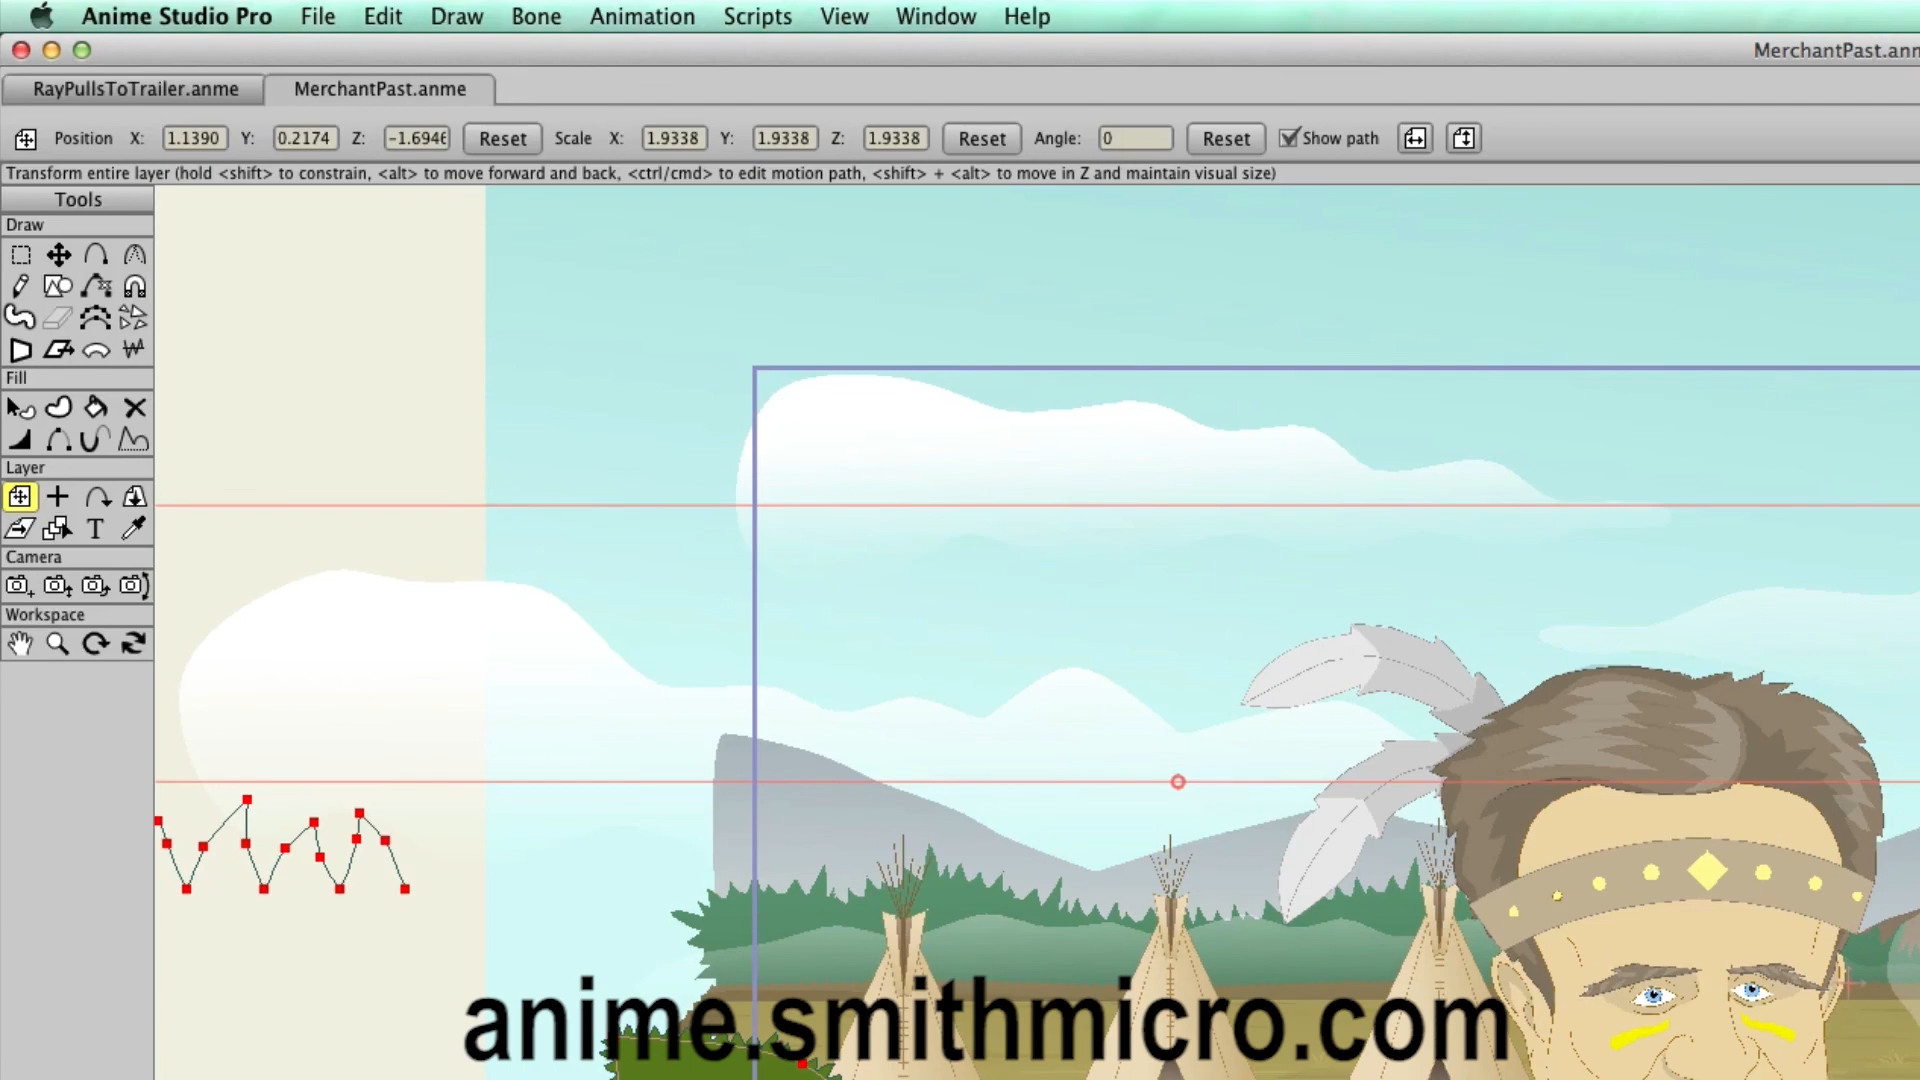 Anime Studio Pro File Edit Draw Bone Animation Scripts View Window Help
MerchantPast.ann
RayPullsToTrailer.anme MerchantPast.anme
Position X: 1.1390 Y: 0.2174 Z: -1.6946 Reset Scale X: 1.9338 Y: 1.9338 Z: 1.9338 Reset Angle: 0 Reset Show path
Transform entire layer (hold <shift> to constrain, <alt> to move forward and back, <ctrl/cmd> to edit motion path, <shift> + <alt> to move in Z and maintain visual size)
Tools
Draw
Fill
Layer
T
Camera
Workspace
anime.smithmicro.com